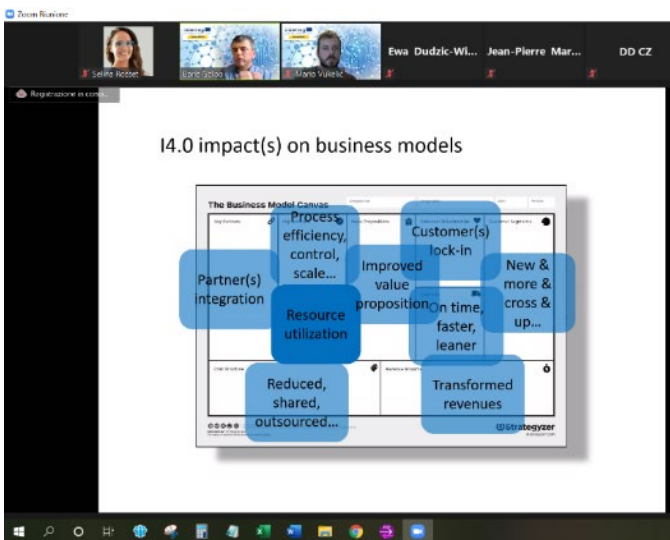 Zoom Riunione
Selina Rosset
Boris Golob
Mario Vukelić
Ewa Dudzic-Wi...
Jean-Pierre Mar...
DD CZ
Registrazione in corso...
I4.0 impact(s) on business models
The Business Model Canvas
Process
efficiency,
control,
scale...
Customer(s)
lock-in
Partner(s)
integration
Improved
value
proposition
New &
more &
cross &
up...
Resource
utilization
On time,
faster,
leaner
Reduced,
shared,
outsourced...
Transformed
revenues
Strategyzer